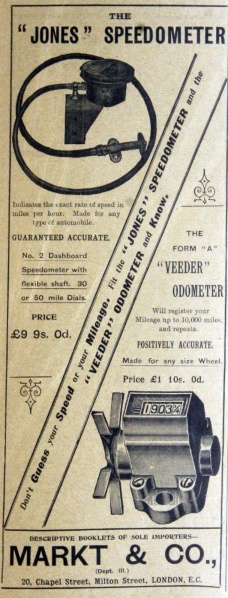 THE
"JONES" SPEEDOMETER
Indicates the exact rate of speed in
miles per hour. Made for any
type of automobile.
GUARANTEED ACCURATE.
No. 2 Dashboard
Speedometer with
flexible shaft. 30
or 50 mile Dials.
PRICE
£9 9s. 0d.
Don't Guess your Speed or your Mileage. Fit the "JONES" SPEEDOMETER and the
"VEEDER" ODOMETER and Know.
THE
FORM "A"
"VEEDER"
ODOMETER
Will register your
Mileage up to 10,000 miles,
and repeats.
POSITIVELY ACCURATE.
Made for any size Wheel.
Price £1 10s. 0d.
1903¾
DESCRIPTIVE BOOKLETS OF SOLE IMPORTERS—
MARKT & CO.,
(Dept. III.)
20, Chapel Street, Milton Street, LONDON, E.C.